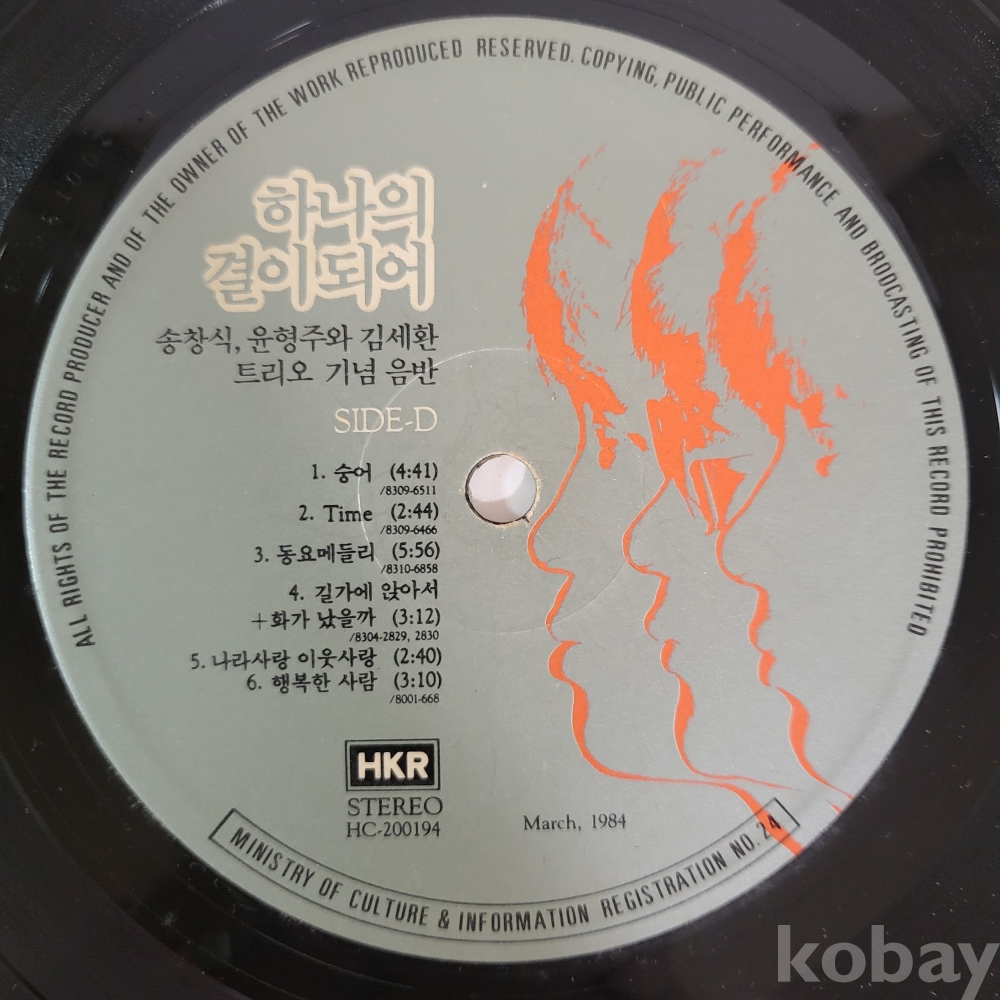 ALL RIGHTS OF THE RECORD PRODUCER AND OF THE OWNER OF THE WORK REPRODUCED RESERVED. COPYING, PUBLIC PERFORMANCE AND BRODCASTING OF THIS RECORD PROHIBITED
하나의
결이되어
송창식, 윤형주와 김세환
트리오 기념 음반
SIDE-D
1. 숭어 (4:41)
/8309-6511
2. Time (2:44)
/8309-6466
3. 동요메들리 (5:56)
/8310-6858
4. 길가에 앉아서
+화가 났을까 (3:12)
/8304-2829, 2830
5. 나라사랑 이웃사랑 (2:40)
6. 행복한 사람 (3:10)
/8001-668
HKR
STEREO
HC-200194
March, 1984
MINISTRY OF CULTURE & INFORMATION REGISTRATION NO. 24
kobay